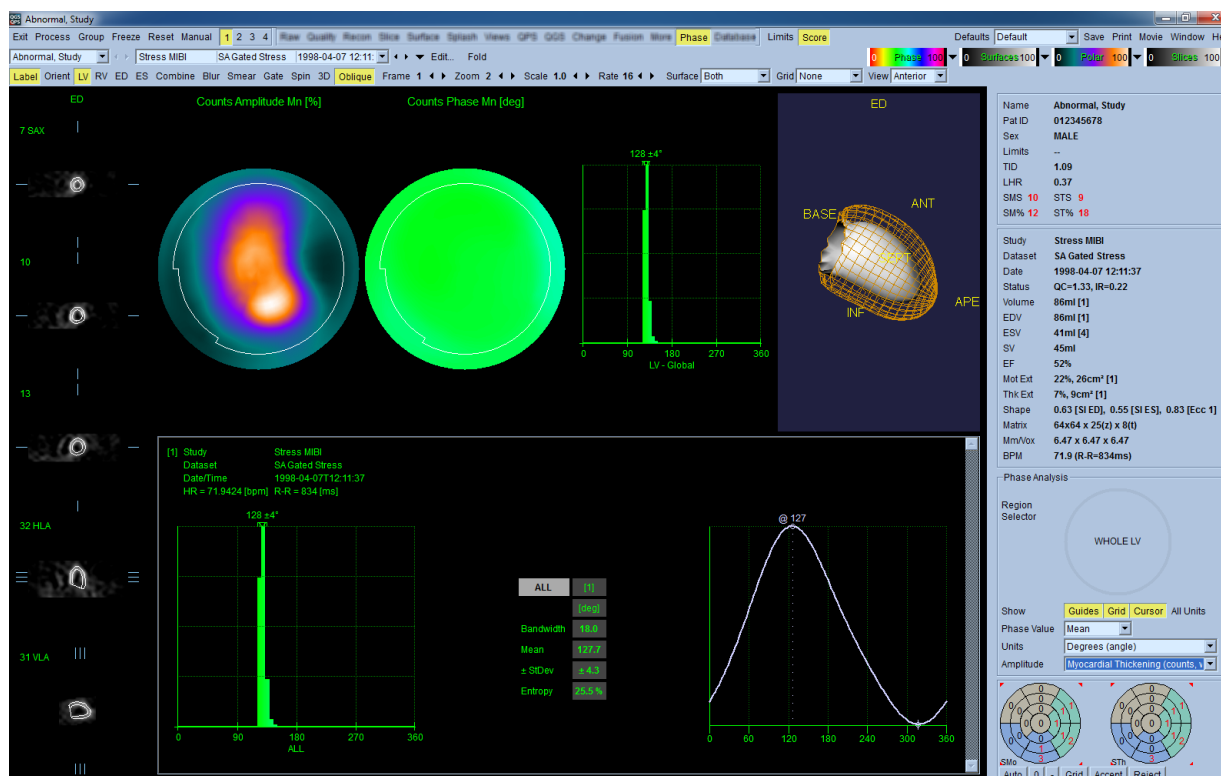 QGS QPS Abnormal, Study
Exit Process Group Freeze Reset Manual 1 2 3 4 Raw Quality Recon Slice Surface Splash Views QPS QGS Change Fusion More Phase Database Limits Score Defaults Default Save Print Movie Window He
Abnormal, Study Stress MIBI SA Gated Stress 1998-04-07 12:11: Edit... Fold 0 Phase 100 0 Surfaces 100 0 Polar 100 0 Slices 100
Label Orient LV RV ED ES Combine Blur Smear Gate Spin 3D Oblique Frame 1 Zoom 2 Scale 1.0 Rate 16 Surface Both Grid None View Anterior
ED
7 SAX
10
13
32 HLA
31 VLA
Counts Amplitude Mn [%]
Counts Phase Mn [deg]
128 ±4°
0 90 180 270 360
LV - Global
ED
BASE
ANT
INF
APE
[1] Study Stress MIBI
Dataset SA Gated Stress
Date/Time 1998-04-07T12:11:37
HR = 71.9424 [bpm] R-R = 834 [ms]
128 ±4°
0 90 180 270 360
ALL
ALL [1]
[deg]
Bandwidth 18.0
Mean 127.7
± StDev ± 4.3
Entropy 25.5 %
@ 127
0 60 120 180 240 300 360
Name Abnormal, Study
Pat ID 012345678
Sex MALE
Limits --
TID 1.09
LHR 0.37
SMS 10 STS 9
SM% 12 ST% 18
Study Stress MIBI
Dataset SA Gated Stress
Date 1998-04-07 12:11:37
Status QC=1.33, IR=0.22
Volume 86ml [1]
EDV 86ml [1]
ESV 41ml [4]
SV 45ml
EF 52%
Mot Ext 22%, 26cm² [1]
Thk Ext 7%, 9cm² [1]
Shape 0.63 [SI ED], 0.55 [SI ES], 0.83 [Ecc 1]
Matrix 64x64 x 25(z) x 8(t)
Mm/Vox 6.47 x 6.47 x 6.47
BPM 71.9 (R-R=834ms)
Phase Analysis
Region
Selector
WHOLE LV
Show Guides Grid Cursor All Units
Phase Value Mean
Units Degrees (angle)
Amplitude Myocardial Thickening (counts, v
SMo
STh
Auto 0 - Grid Accept Reject